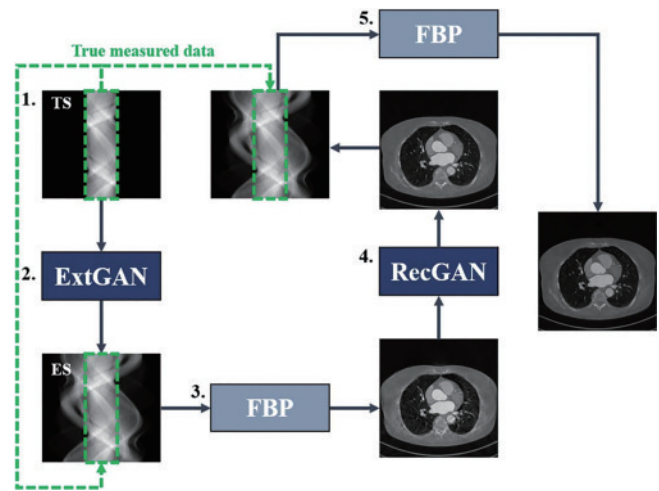 5.
FBP
True measured data
1.
TS
2.
ExtGAN
4.
RecGAN
ES
3.
FBP